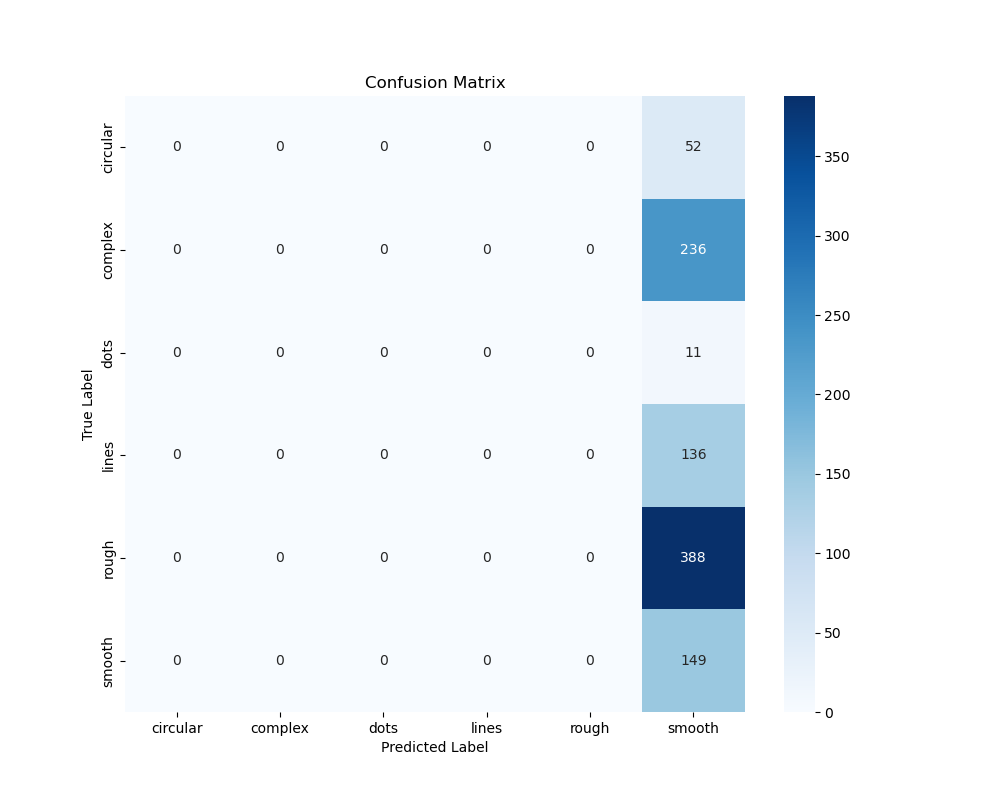 Confusion Matrix
True Label
circular 0 0 0 0 0 52
complex 0 0 0 0 0 236
dots 0 0 0 0 0 11
lines 0 0 0 0 0 136
rough 0 0 0 0 0 388
smooth 0 0 0 0 0 149
circular complex dots lines rough smooth
Predicted Label
350
300
250
200
150
100
50
0